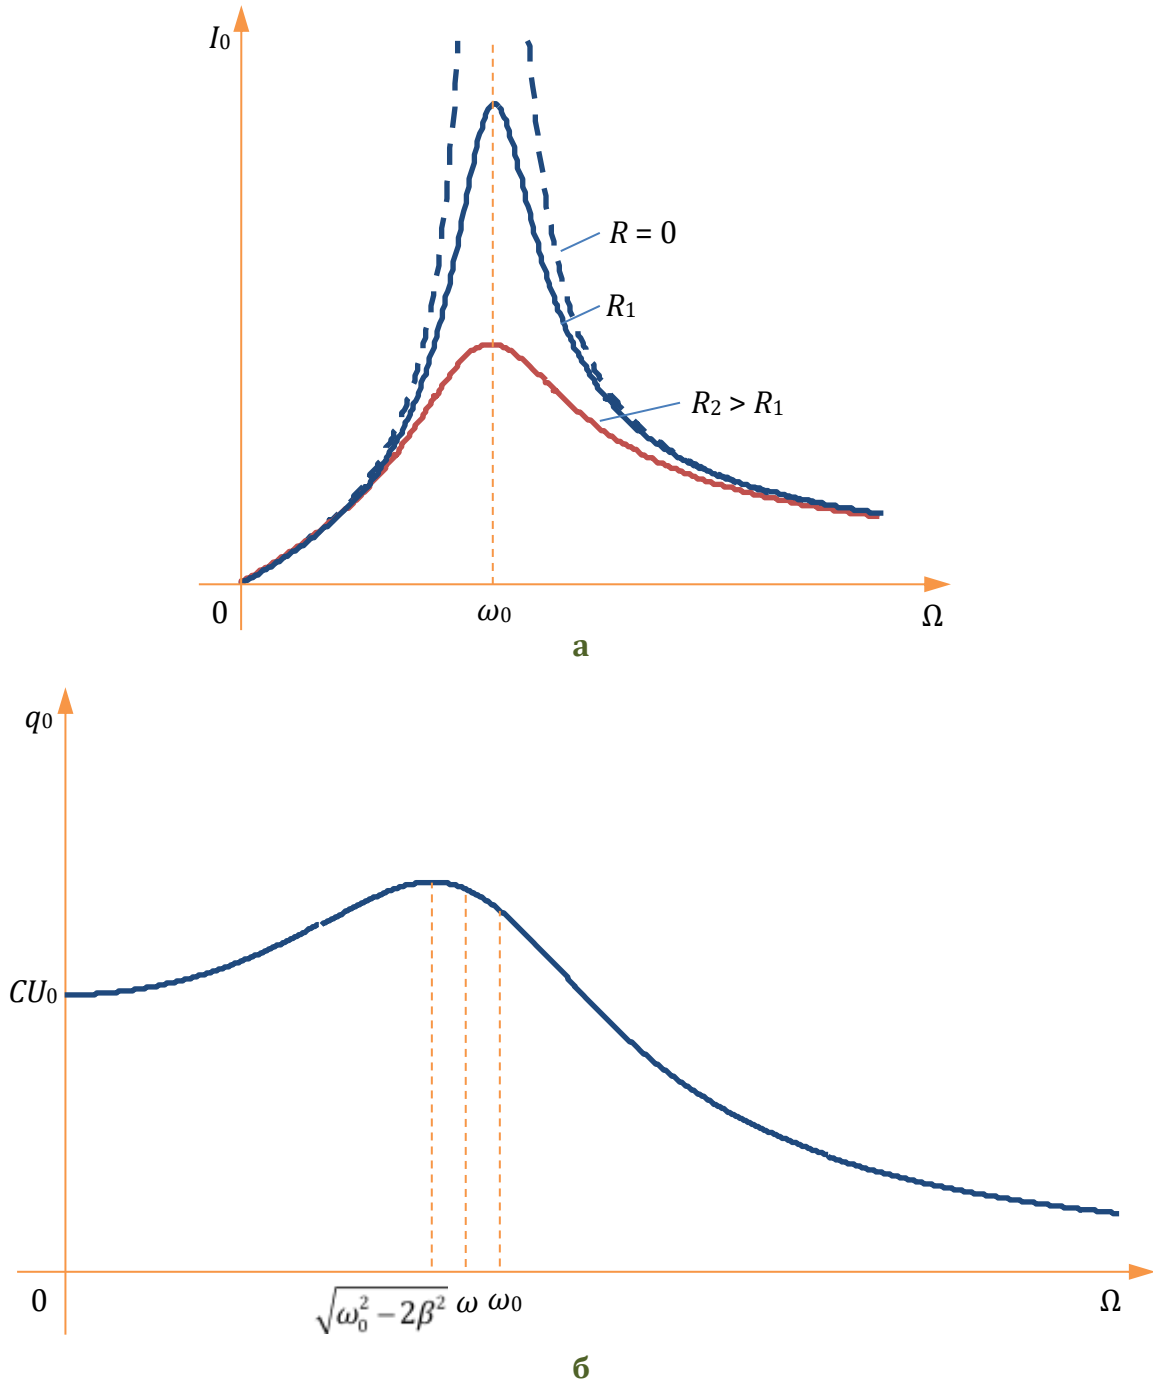 I₀
R = 0
R₁
R₂ > R₁
0
ω₀
Ω
а
q₀
CU₀
0
√(ω₀² − 2β²) ω ω₀
Ω
б